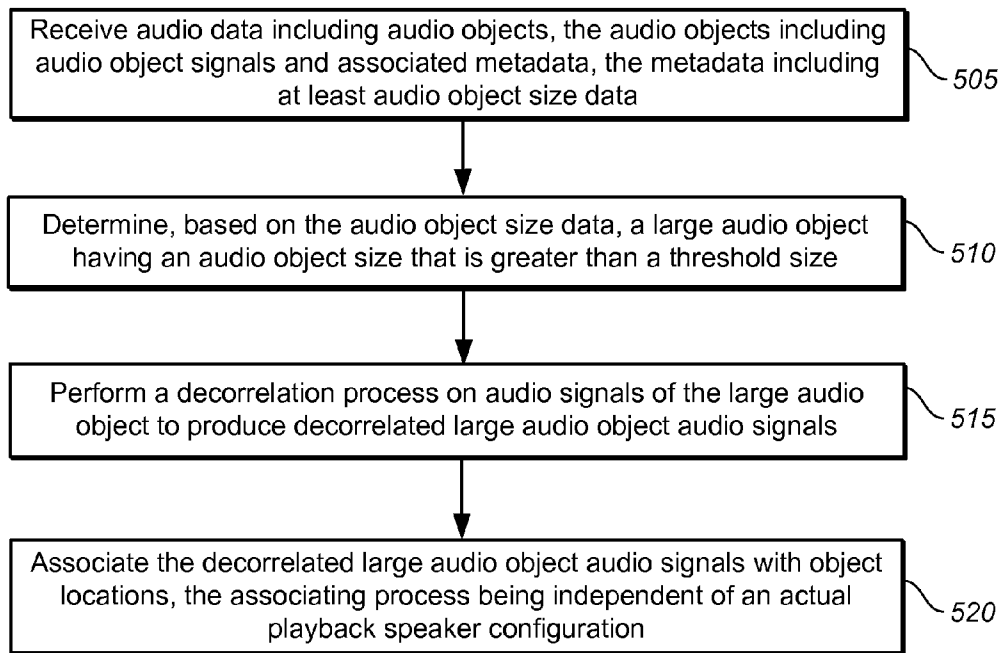 Receive audio data including audio objects, the audio objects including
audio object signals and associated metadata, the metadata including
at least audio object size data
505
Determine, based on the audio object size data, a large audio object
having an audio object size that is greater than a threshold size
510
Perform a decorrelation process on audio signals of the large audio
object to produce decorrelated large audio object audio signals
515
Associate the decorrelated large audio object audio signals with object
locations, the associating process being independent of an actual
playback speaker configuration
520